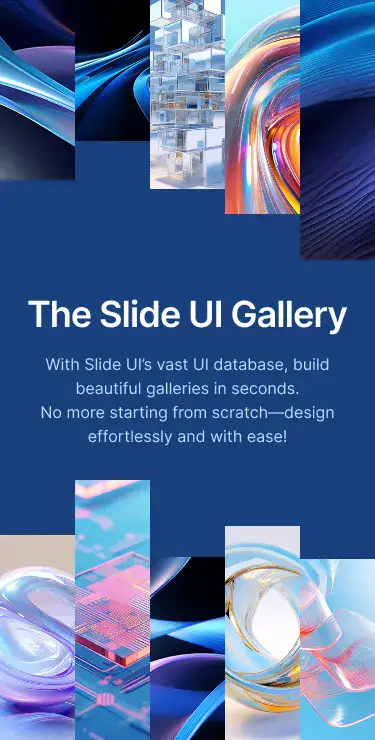 The Slide UI Gallery
With Slide UI’s vast UI database, build
beautiful galleries in seconds.
No more starting from scratch—design
effortlessly and with ease!